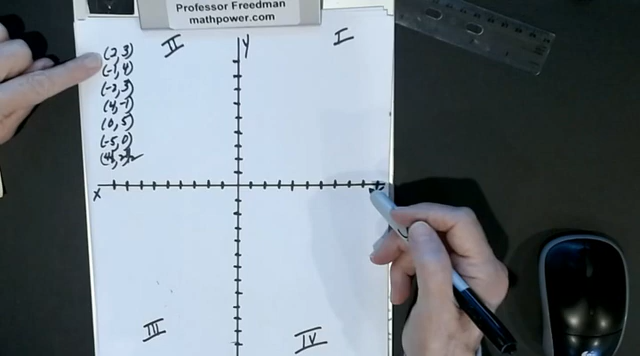 Professor Freedman
mathpower.com
II
Y
I
(2, 3)
(-1, 4)
(-2, 3)
(4, -1)
(0, 5)
(-5, 0)
X
III
IV